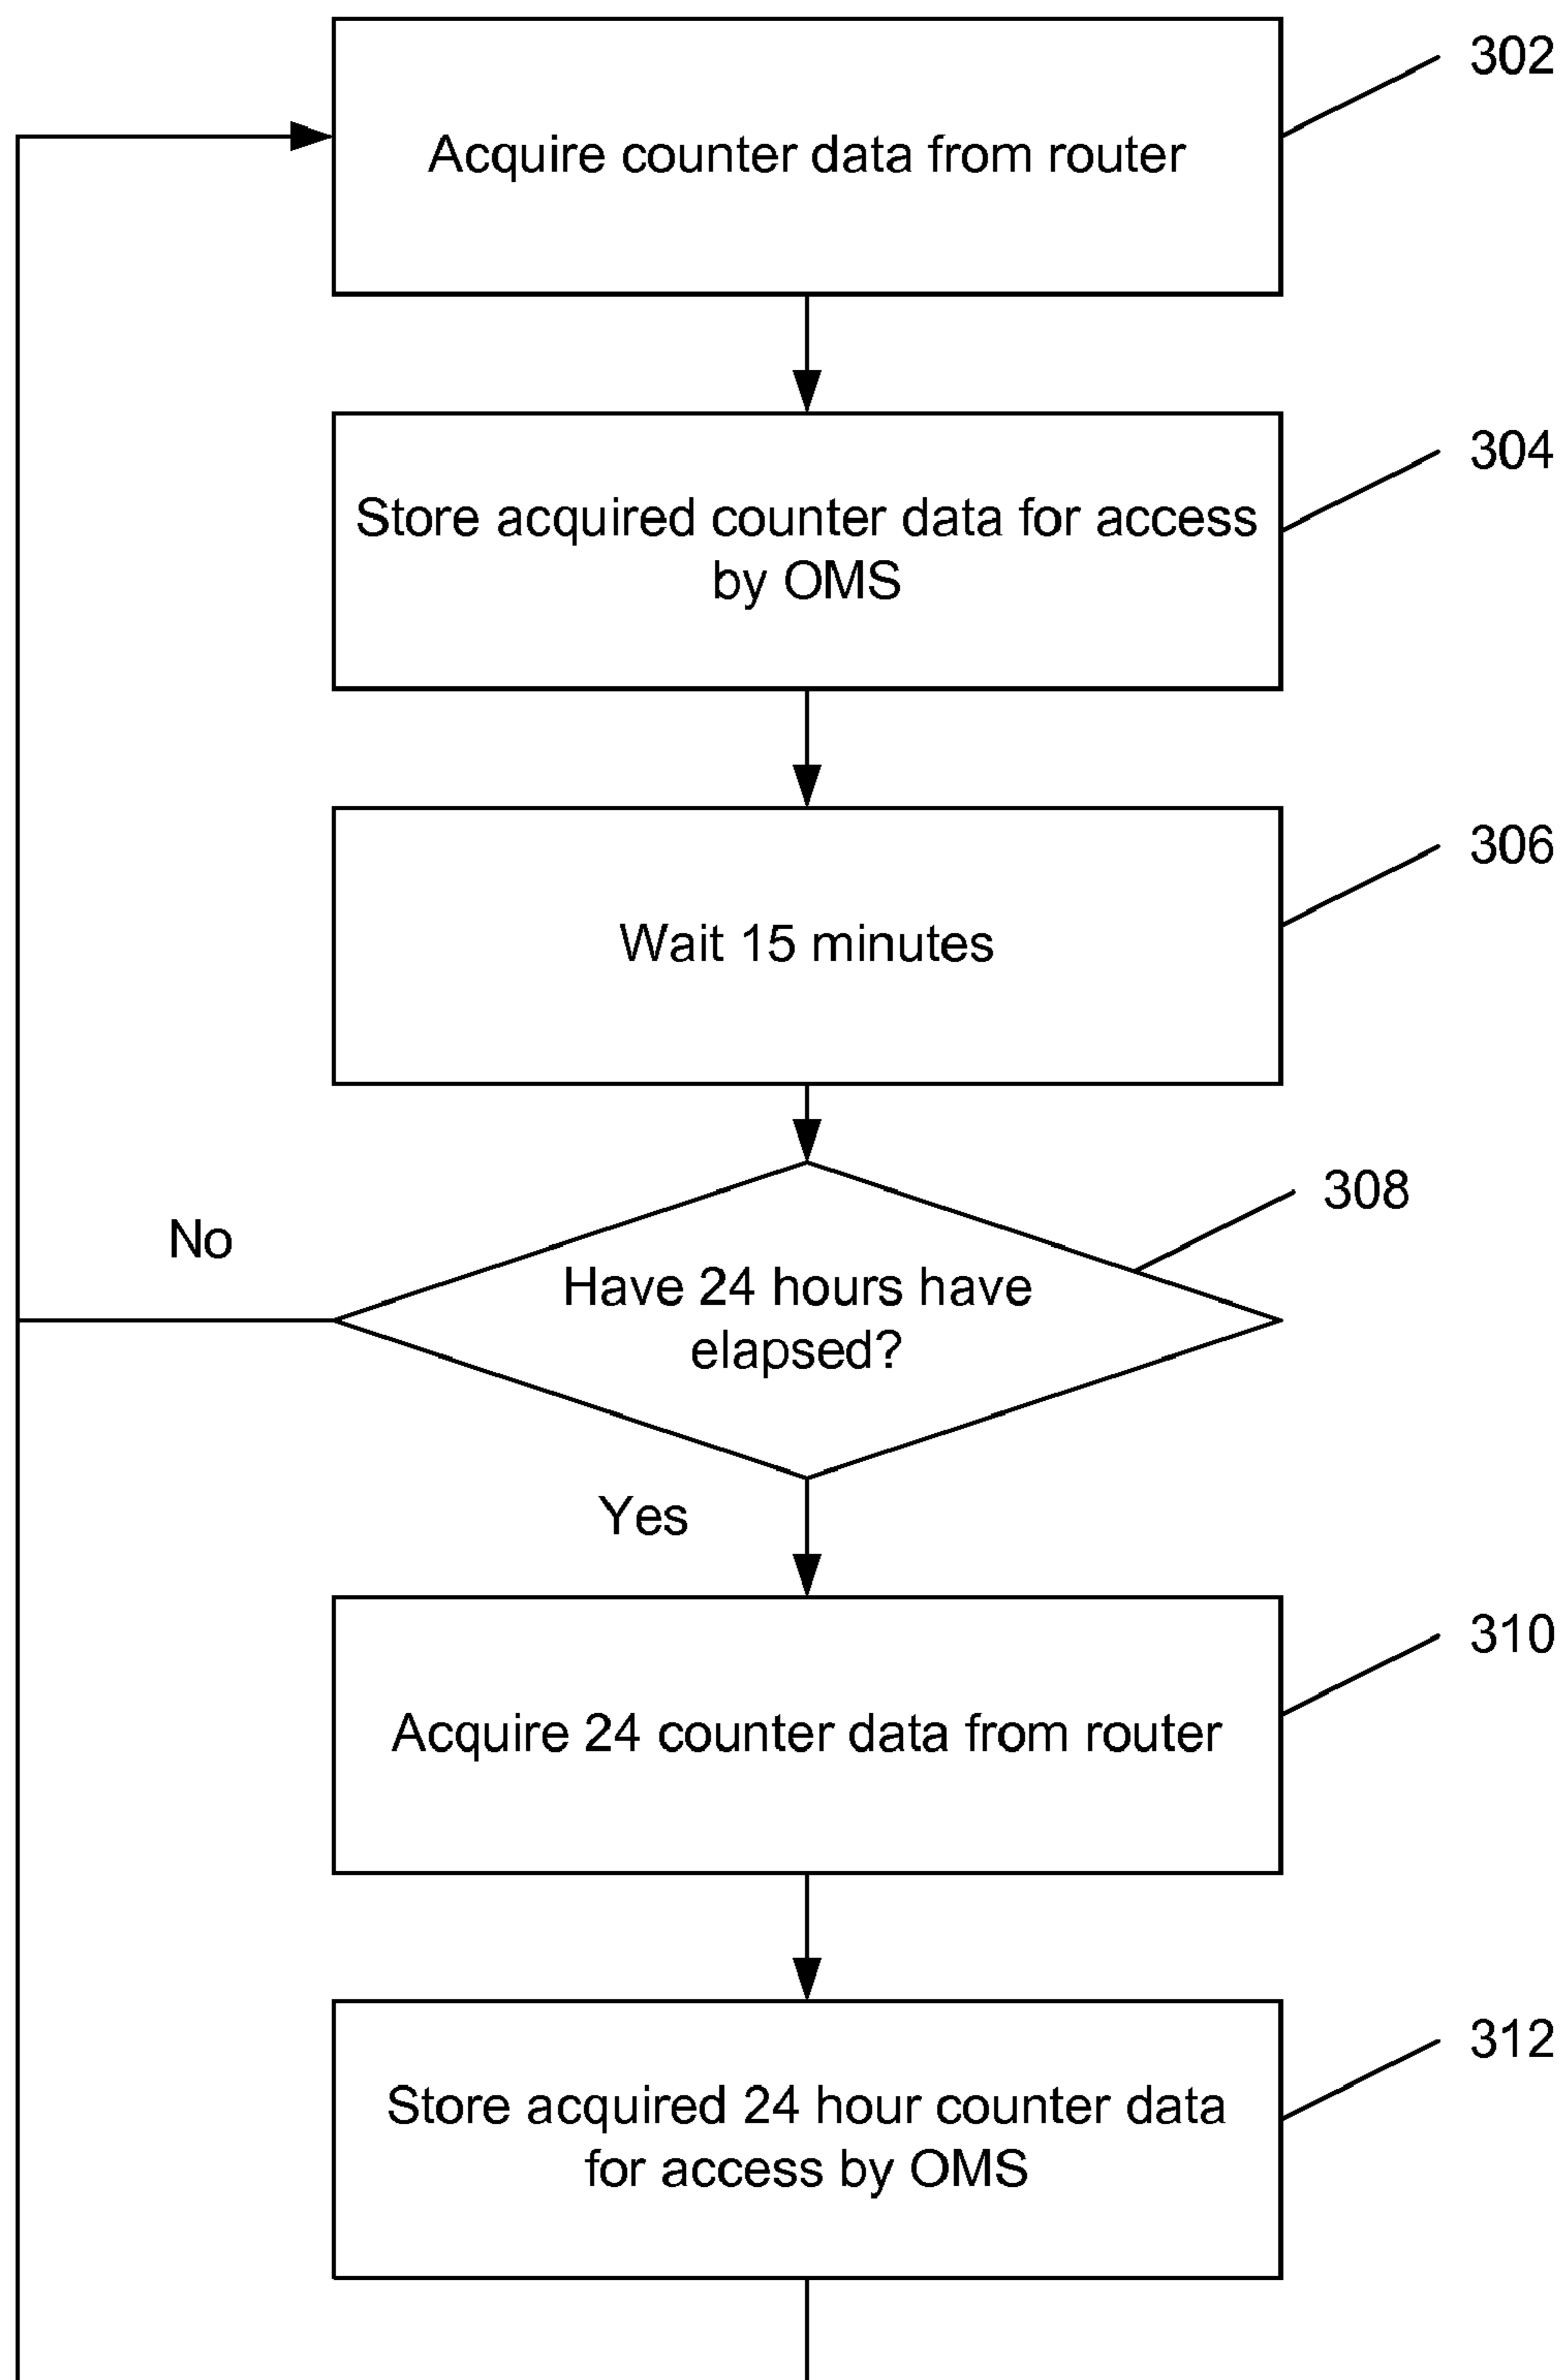 302
Acquire counter data from router
304
Store acquired counter data for access
by OMS
306
Wait 15 minutes
308
No
Have 24 hours have
elapsed?
Yes
310
Acquire 24 counter data from router
312
Store acquired 24 hour counter data
for access by OMS